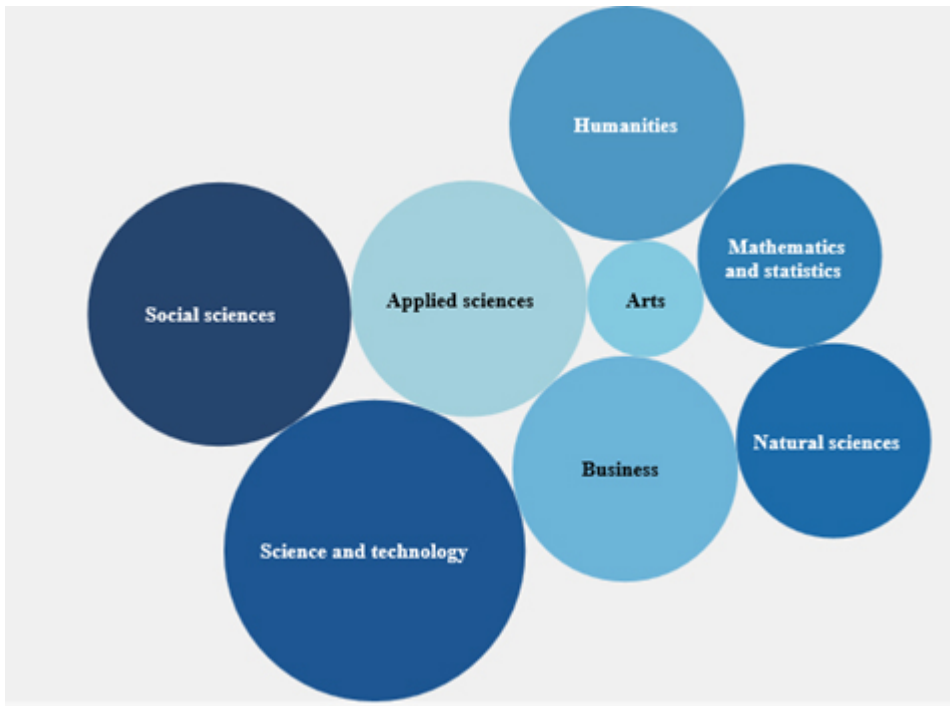 Humanities
Mathematics
and statistics
Social sciences
Applied sciences
Arts
Business
Natural sciences
Science and technology